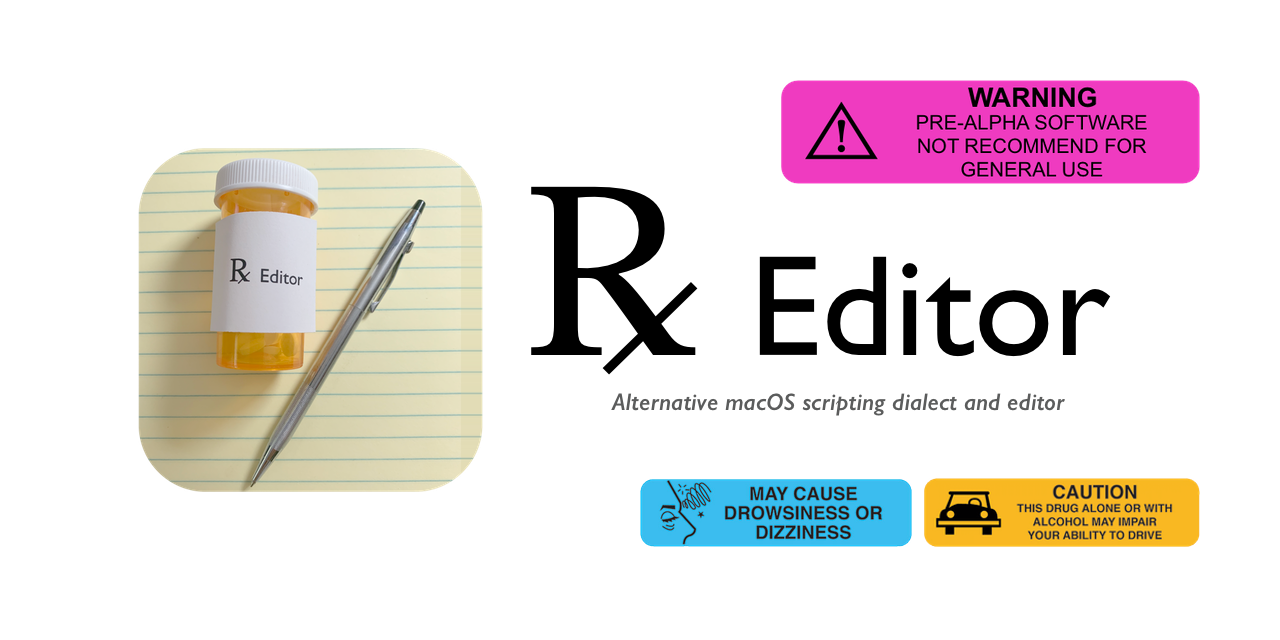 WARNING
PRE-ALPHA SOFTWARE
NOT RECOMMEND FOR
GENERAL USE
Rx Editor
Rx Editor
Alternative macOS scripting dialect and editor
MAY CAUSE
DROWSINESS OR
DIZZINESS
CAUTION
THIS DRUG ALONE OR WITH
ALCOHOL MAY IMPAIR
YOUR ABILITY TO DRIVE